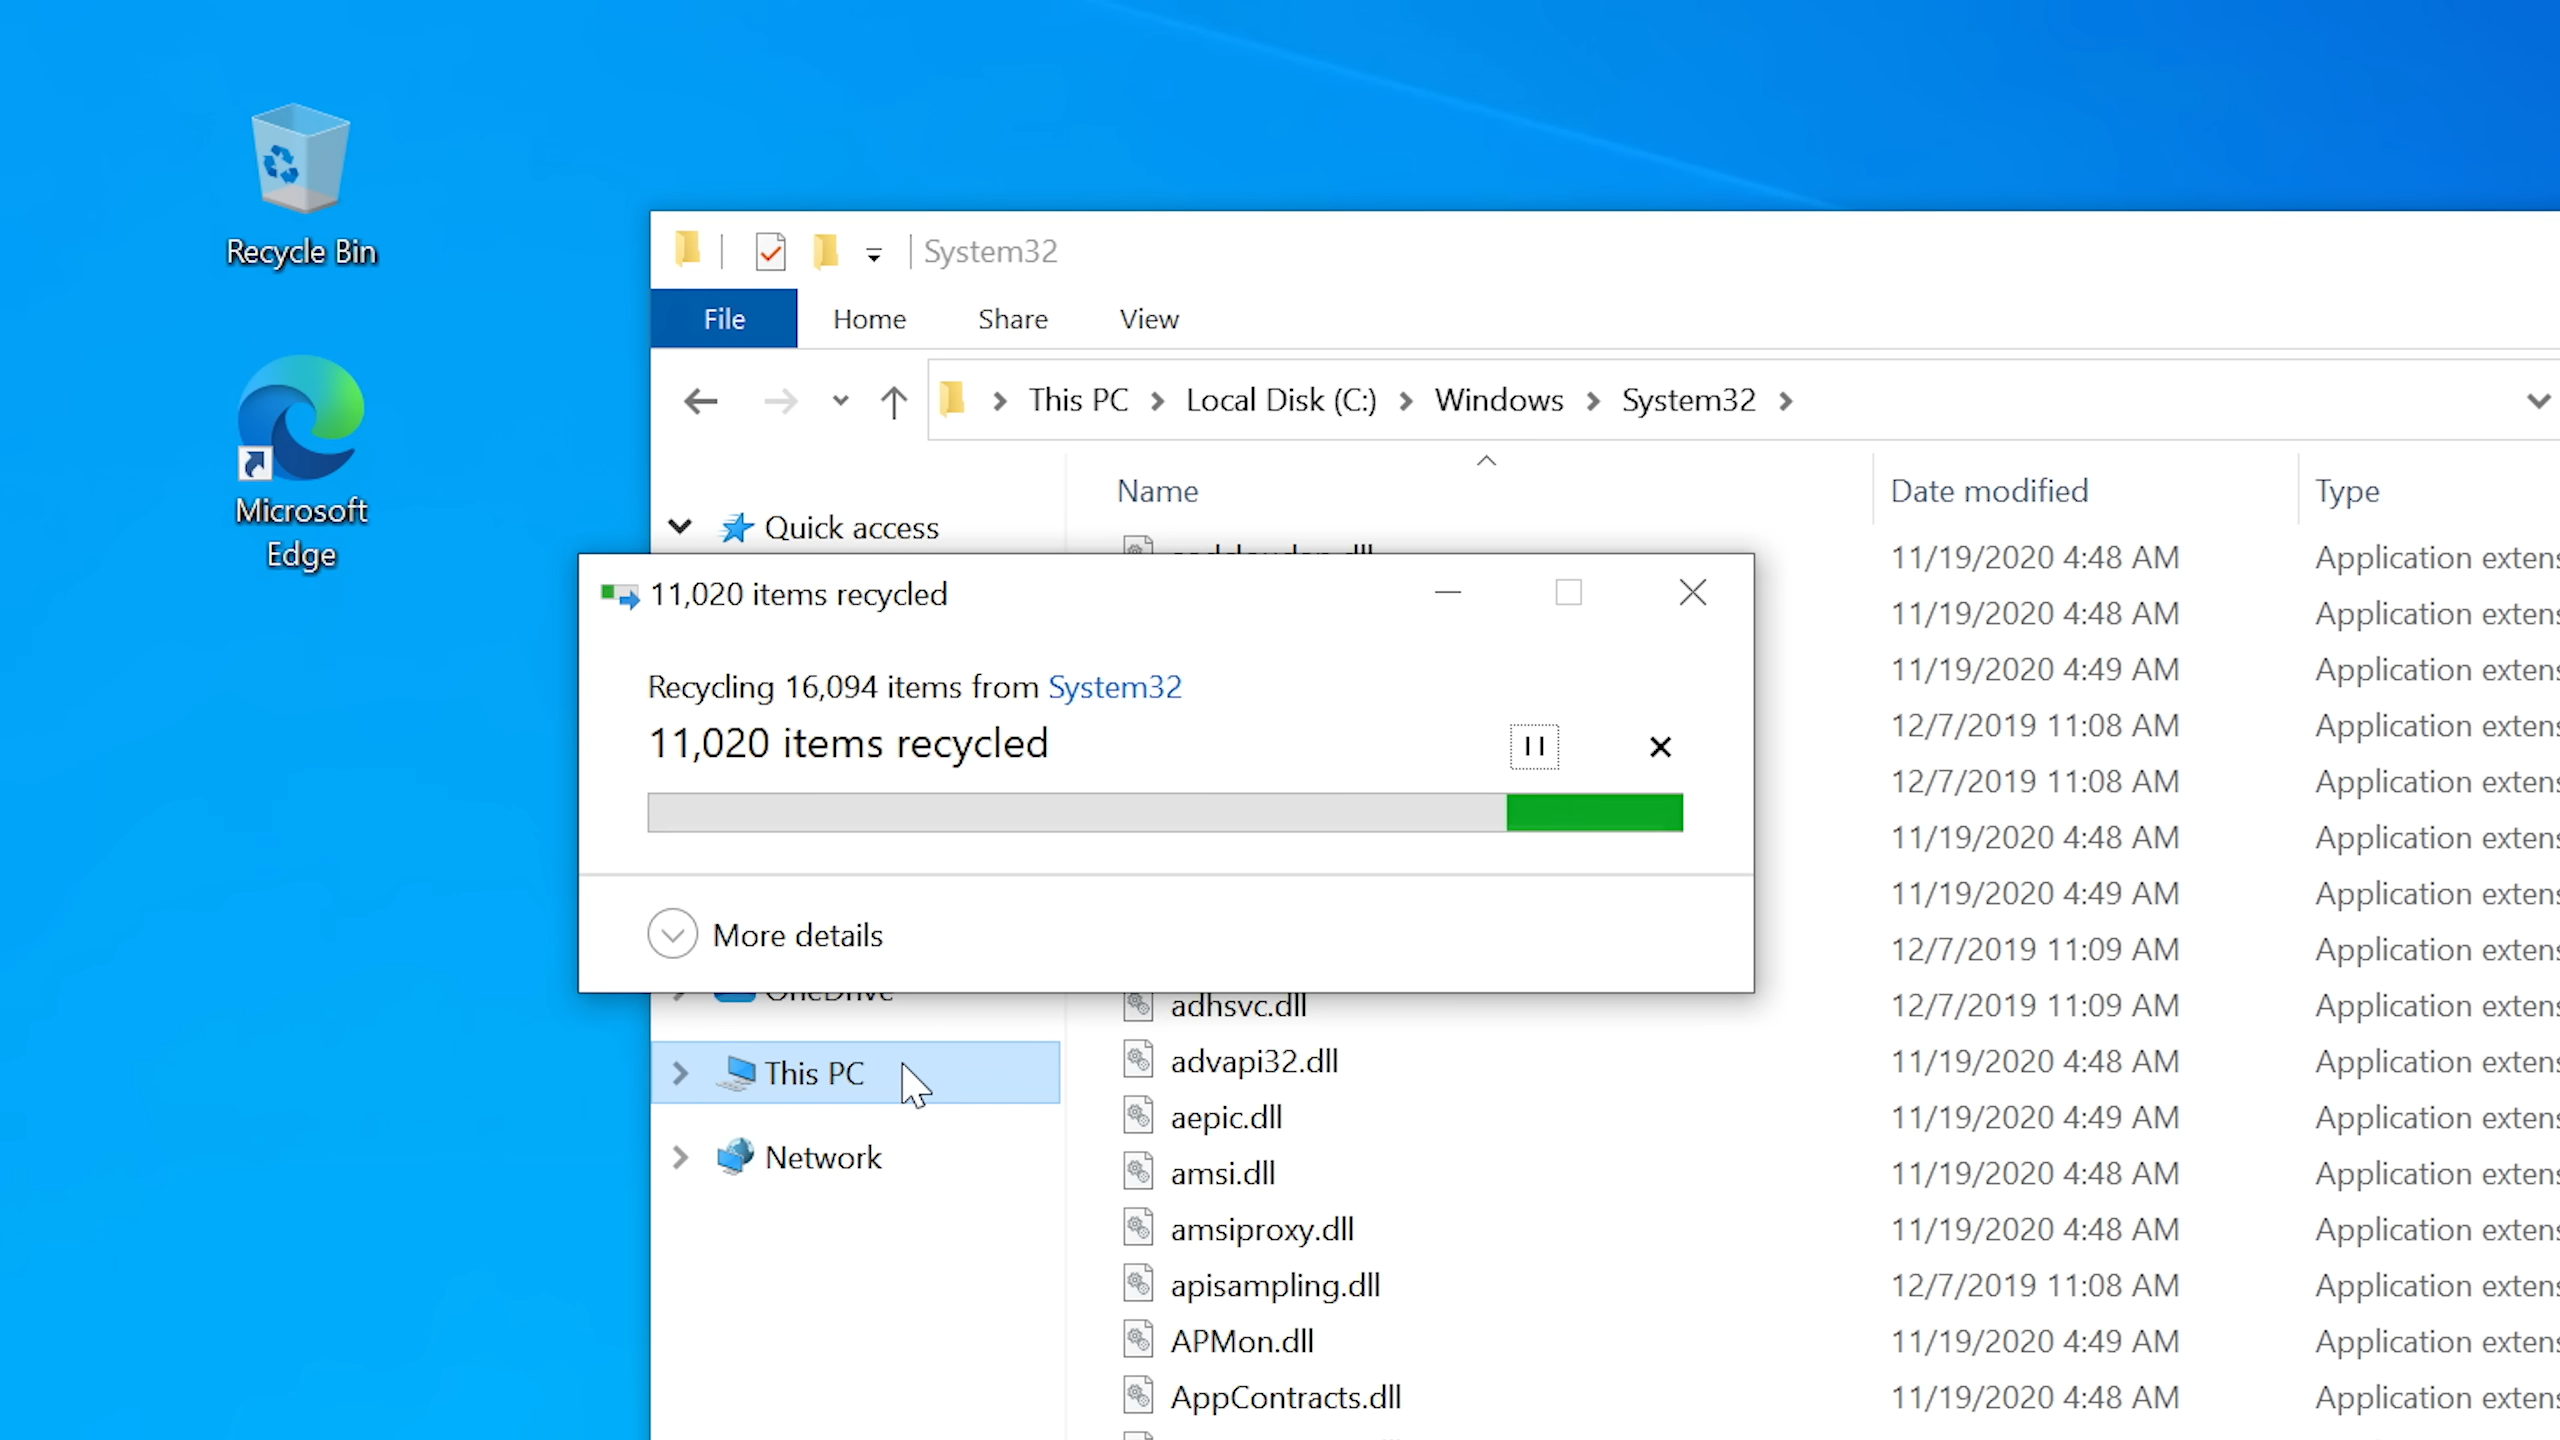 Recycle Bin
Microsoft
Edge
System32
File Home Share View
This PC Local Disk (C:) Windows System32
Name Date modified Type
Quick access
11/19/2020 4:48 AM Application extens
11/19/2020 4:48 AM Application extens
11/19/2020 4:49 AM Application extens
12/7/2019 11:08 AM Application extens
12/7/2019 11:08 AM Application extens
11/19/2020 4:48 AM Application extens
11/19/2020 4:49 AM Application extens
12/7/2019 11:09 AM Application extens
11,020 items recycled
Recycling 16,094 items from System32
11,020 items recycled
More details
OneDrive
This PC
Network
adhsvc.dll 12/7/2019 11:09 AM Application extens
advapi32.dll 11/19/2020 4:48 AM Application extens
aepic.dll 11/19/2020 4:49 AM Application extens
amsi.dll 11/19/2020 4:48 AM Application extens
amsiproxy.dll 11/19/2020 4:48 AM Application extens
apisampling.dll 12/7/2019 11:08 AM Application extens
APMon.dll 11/19/2020 4:49 AM Application extens
AppContracts.dll 11/19/2020 4:48 AM Application extens